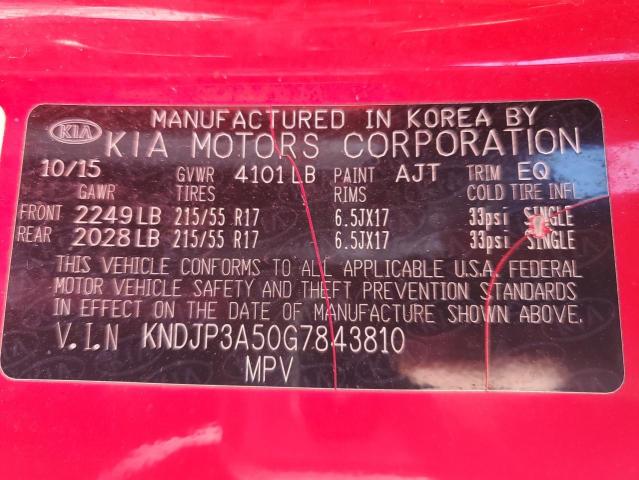 MANUFACTURED IN KOREA BY
KIA KIA MOTORS CORPORATION
10/15 GVWR 4101LB PAINT AJT TRIM EQ
GAWR TIRES RIMS COLD TIRE INFL
FRONT 2249LB 215/55 R17 6.5JX17 33psi SINGLE
REAR 2028LB 215/55 R17 6.5JX17 33psi SINGLE
THIS VEHICLE CONFORMS TO ALL APPLICABLE U.S.A. FEDERAL
MOTOR VEHICLE SAFETY AND THEFT PREVENTION STANDARDS
IN EFFECT ON THE DATE OF MANUFACTURE SHOWN ABOVE.
V.I.N KNDJP3A50G7843810
MPV